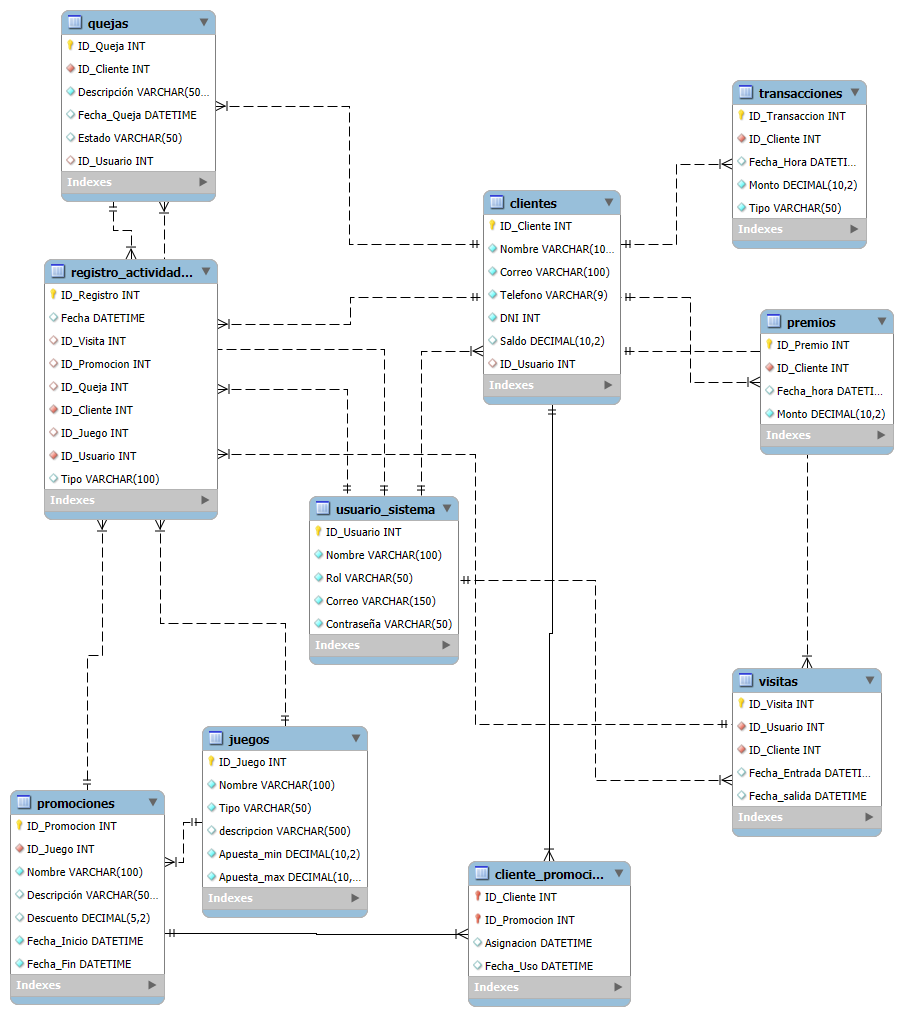 quejas
ID_Queja INT
ID_Cliente INT
Descripción VARCHAR(50...
Fecha_Queja DATETIME
Estado VARCHAR(50)
ID_Usuario INT
Indexes
transacciones
ID_Transaccion INT
ID_Cliente INT
Fecha_Hora DATETI...
Monto DECIMAL(10,2)
Tipo VARCHAR(50)
Indexes
clientes
ID_Cliente INT
Nombre VARCHAR(10...
Correo VARCHAR(100)
Telefono VARCHAR(9)
DNI INT
Saldo DECIMAL(10,2)
ID_Usuario INT
Indexes
registro_actividad...
ID_Registro INT
Fecha DATETIME
ID_Visita INT
ID_Promocion INT
ID_Queja INT
ID_Cliente INT
ID_Juego INT
ID_Usuario INT
Tipo VARCHAR(100)
Indexes
premios
ID_Premio INT
ID_Cliente INT
Fecha_hora DATETI...
Monto DECIMAL(10,2)
Indexes
usuario_sistema
ID_Usuario INT
Nombre VARCHAR(100)
Rol VARCHAR(50)
Correo VARCHAR(150)
Contraseña VARCHAR(50)
Indexes
visitas
ID_Visita INT
ID_Usuario INT
ID_Cliente INT
Fecha_Entrada DATETI...
Fecha_salida DATETIME
Indexes
juegos
ID_Juego INT
Nombre VARCHAR(100)
Tipo VARCHAR(50)
descripcion VARCHAR(500)
Apuesta_min DECIMAL(10,2)
Apuesta_max DECIMAL(10,...
Indexes
promociones
ID_Promocion INT
ID_Juego INT
Nombre VARCHAR(100)
Descripción VARCHAR(50...
Descuento DECIMAL(5,2)
Fecha_Inicio DATETIME
Fecha_Fin DATETIME
Indexes
cliente_promoci...
ID_Cliente INT
ID_Promocion INT
Asignacion DATETIME
Fecha_Uso DATETIME
Indexes